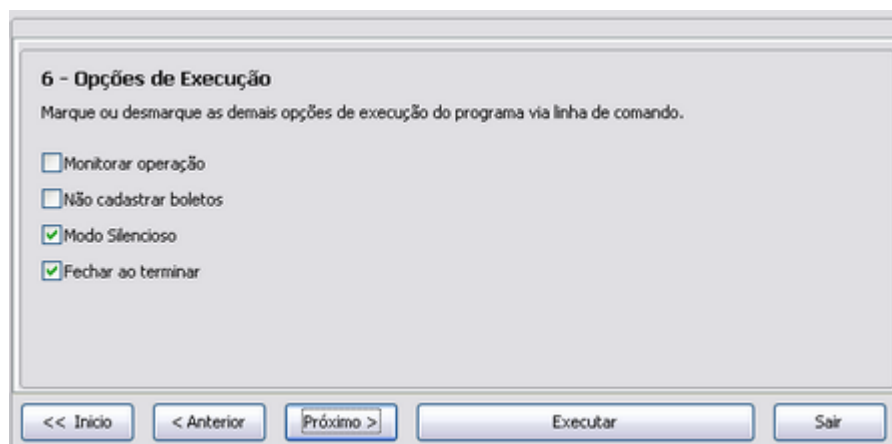 6 - Opções de Execução
Marque ou desmarque as demais opções de execução do programa via linha de comando.
Monitorar operação
Não cadastrar boletos
Modo Silencioso
Fechar ao terminar
<< Inicio < Anterior Próximo > Executar Sair